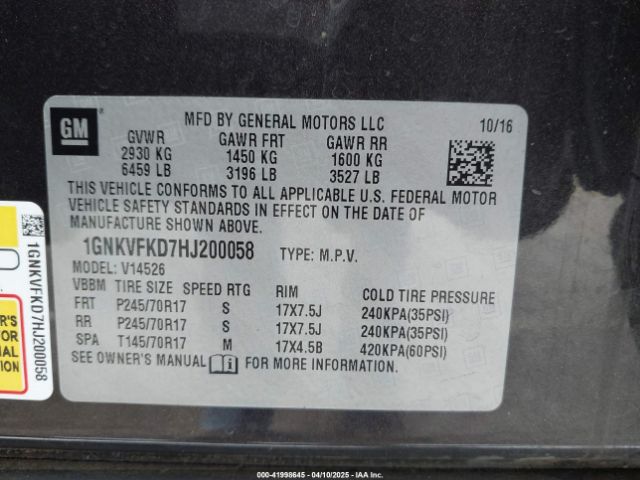 GM
MFD BY GENERAL MOTORS LLC 10/16
GVWR GAWR FRT GAWR RR
2930 KG 1450 KG 1600 KG
6459 LB 3196 LB 3527 LB
THIS VEHICLE CONFORMS TO ALL APPLICABLE U.S. FEDERAL MOTOR
VEHICLE SAFETY STANDARDS IN EFFECT ON THE DATE OF
MANUFACTURE SHOWN ABOVE.
1GNKVFKD7HJ200058 TYPE: M.P.V.
MODEL: V14526
VBBM TIRE SIZE SPEED RTG RIM COLD TIRE PRESSURE
FRT P245/70R17 S 17X7.5J 240KPA(35PSI)
RR P245/70R17 S 17X7.5J 240KPA(35PSI)
SPA T145/70R17 M 17X4.5B 420KPA(60PSI)
SEE OWNER'S MANUAL i FOR MORE INFORMATION.
1GNKVFKD7HJ200058
R'S
FOR
NAL
ION
000-41998645 - 04/10/2025 - IAA Inc.